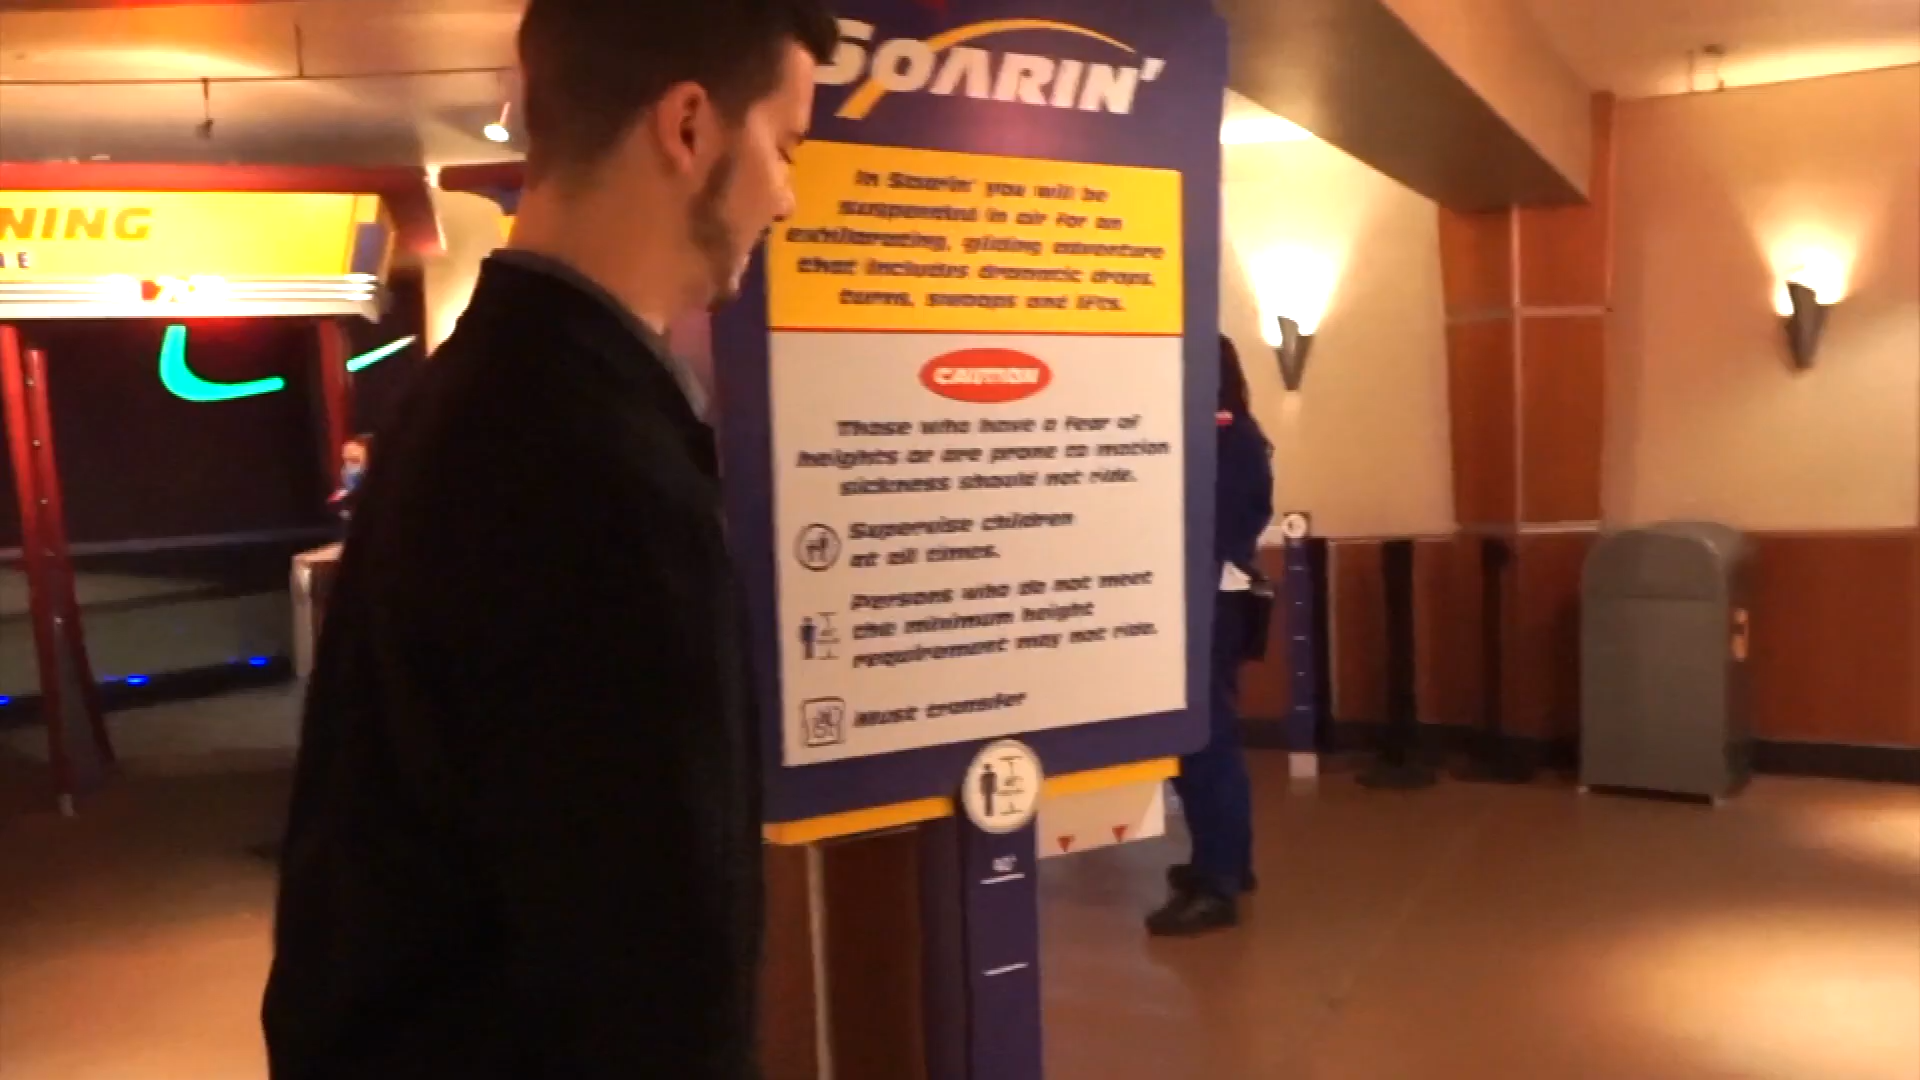 SOARIN'
In Soarin' you will be
suspended in air for an
exhilarating, gliding adventure
that includes dramatic drops,
turns, swoops and lifts.
CAUTION
Those who have a fear of
heights or are prone to motion
sickness should not ride.
Supervise children
at all times.
Persons who do not meet
the minimum height
requirement may not ride.
Must transfer
40"
NING